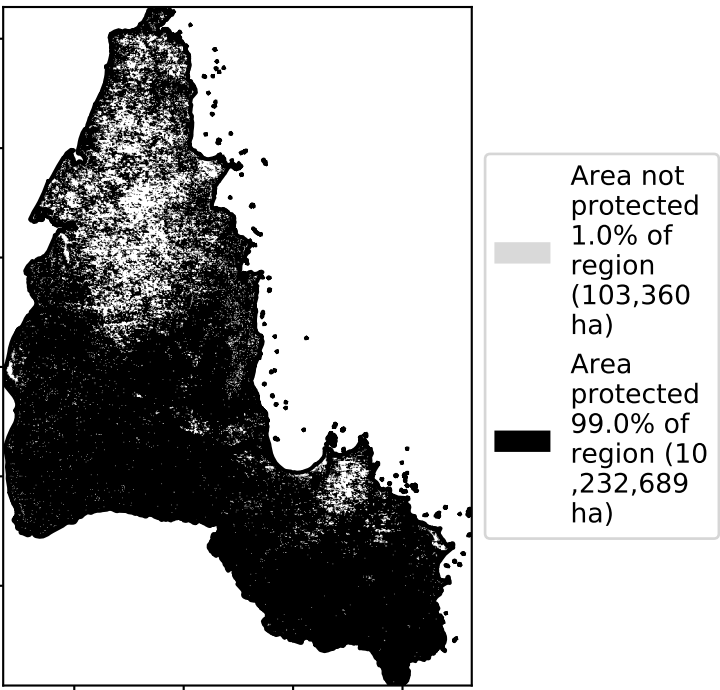 Area not
protected
1.0% of
region
(103,360
ha)
Area
protected
99.0% of
region (10
,232,689
ha)